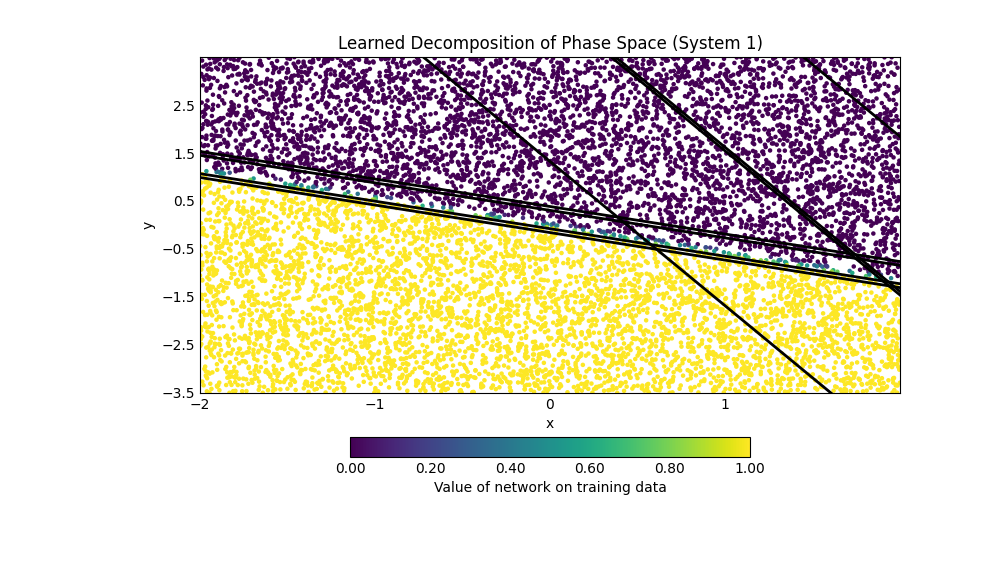 Learned Decomposition of Phase Space (System 1)
2.5
1.5
0.5
−0.5
−1.5
−2.5
−3.5
y
−2 −1 0 1
x
0.00 0.20 0.40 0.60 0.80 1.00
Value of network on training data